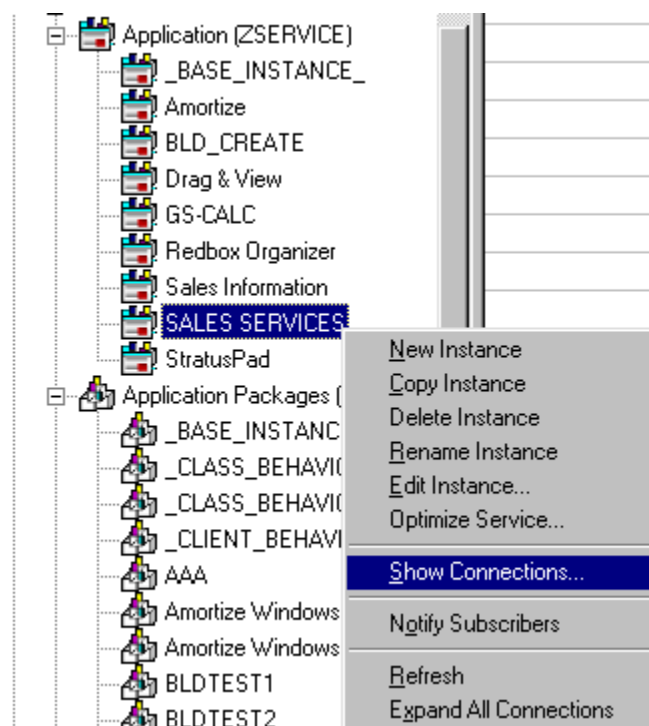 Application (ZSERVICE)
_BASE_INSTANCE_
Amortize
BLD_CREATE
Drag & View
GS-CALC
Redbox Organizer
Sales Information
SALES SERVICES
StratusPad
Application Packages (
_BASE_INSTANC
_CLASS_BEHAVIO
_CLASS_BEHAVIO
_CLIENT_BEHAVI
AAA
Amortize Windows
Amortize Windows
BLDTEST1
BLDTEST2
New Instance
Copy Instance
Delete Instance
Rename Instance
Edit Instance...
Optimize Service...
Show Connections...
Notify Subscribers
Refresh
Expand All Connections